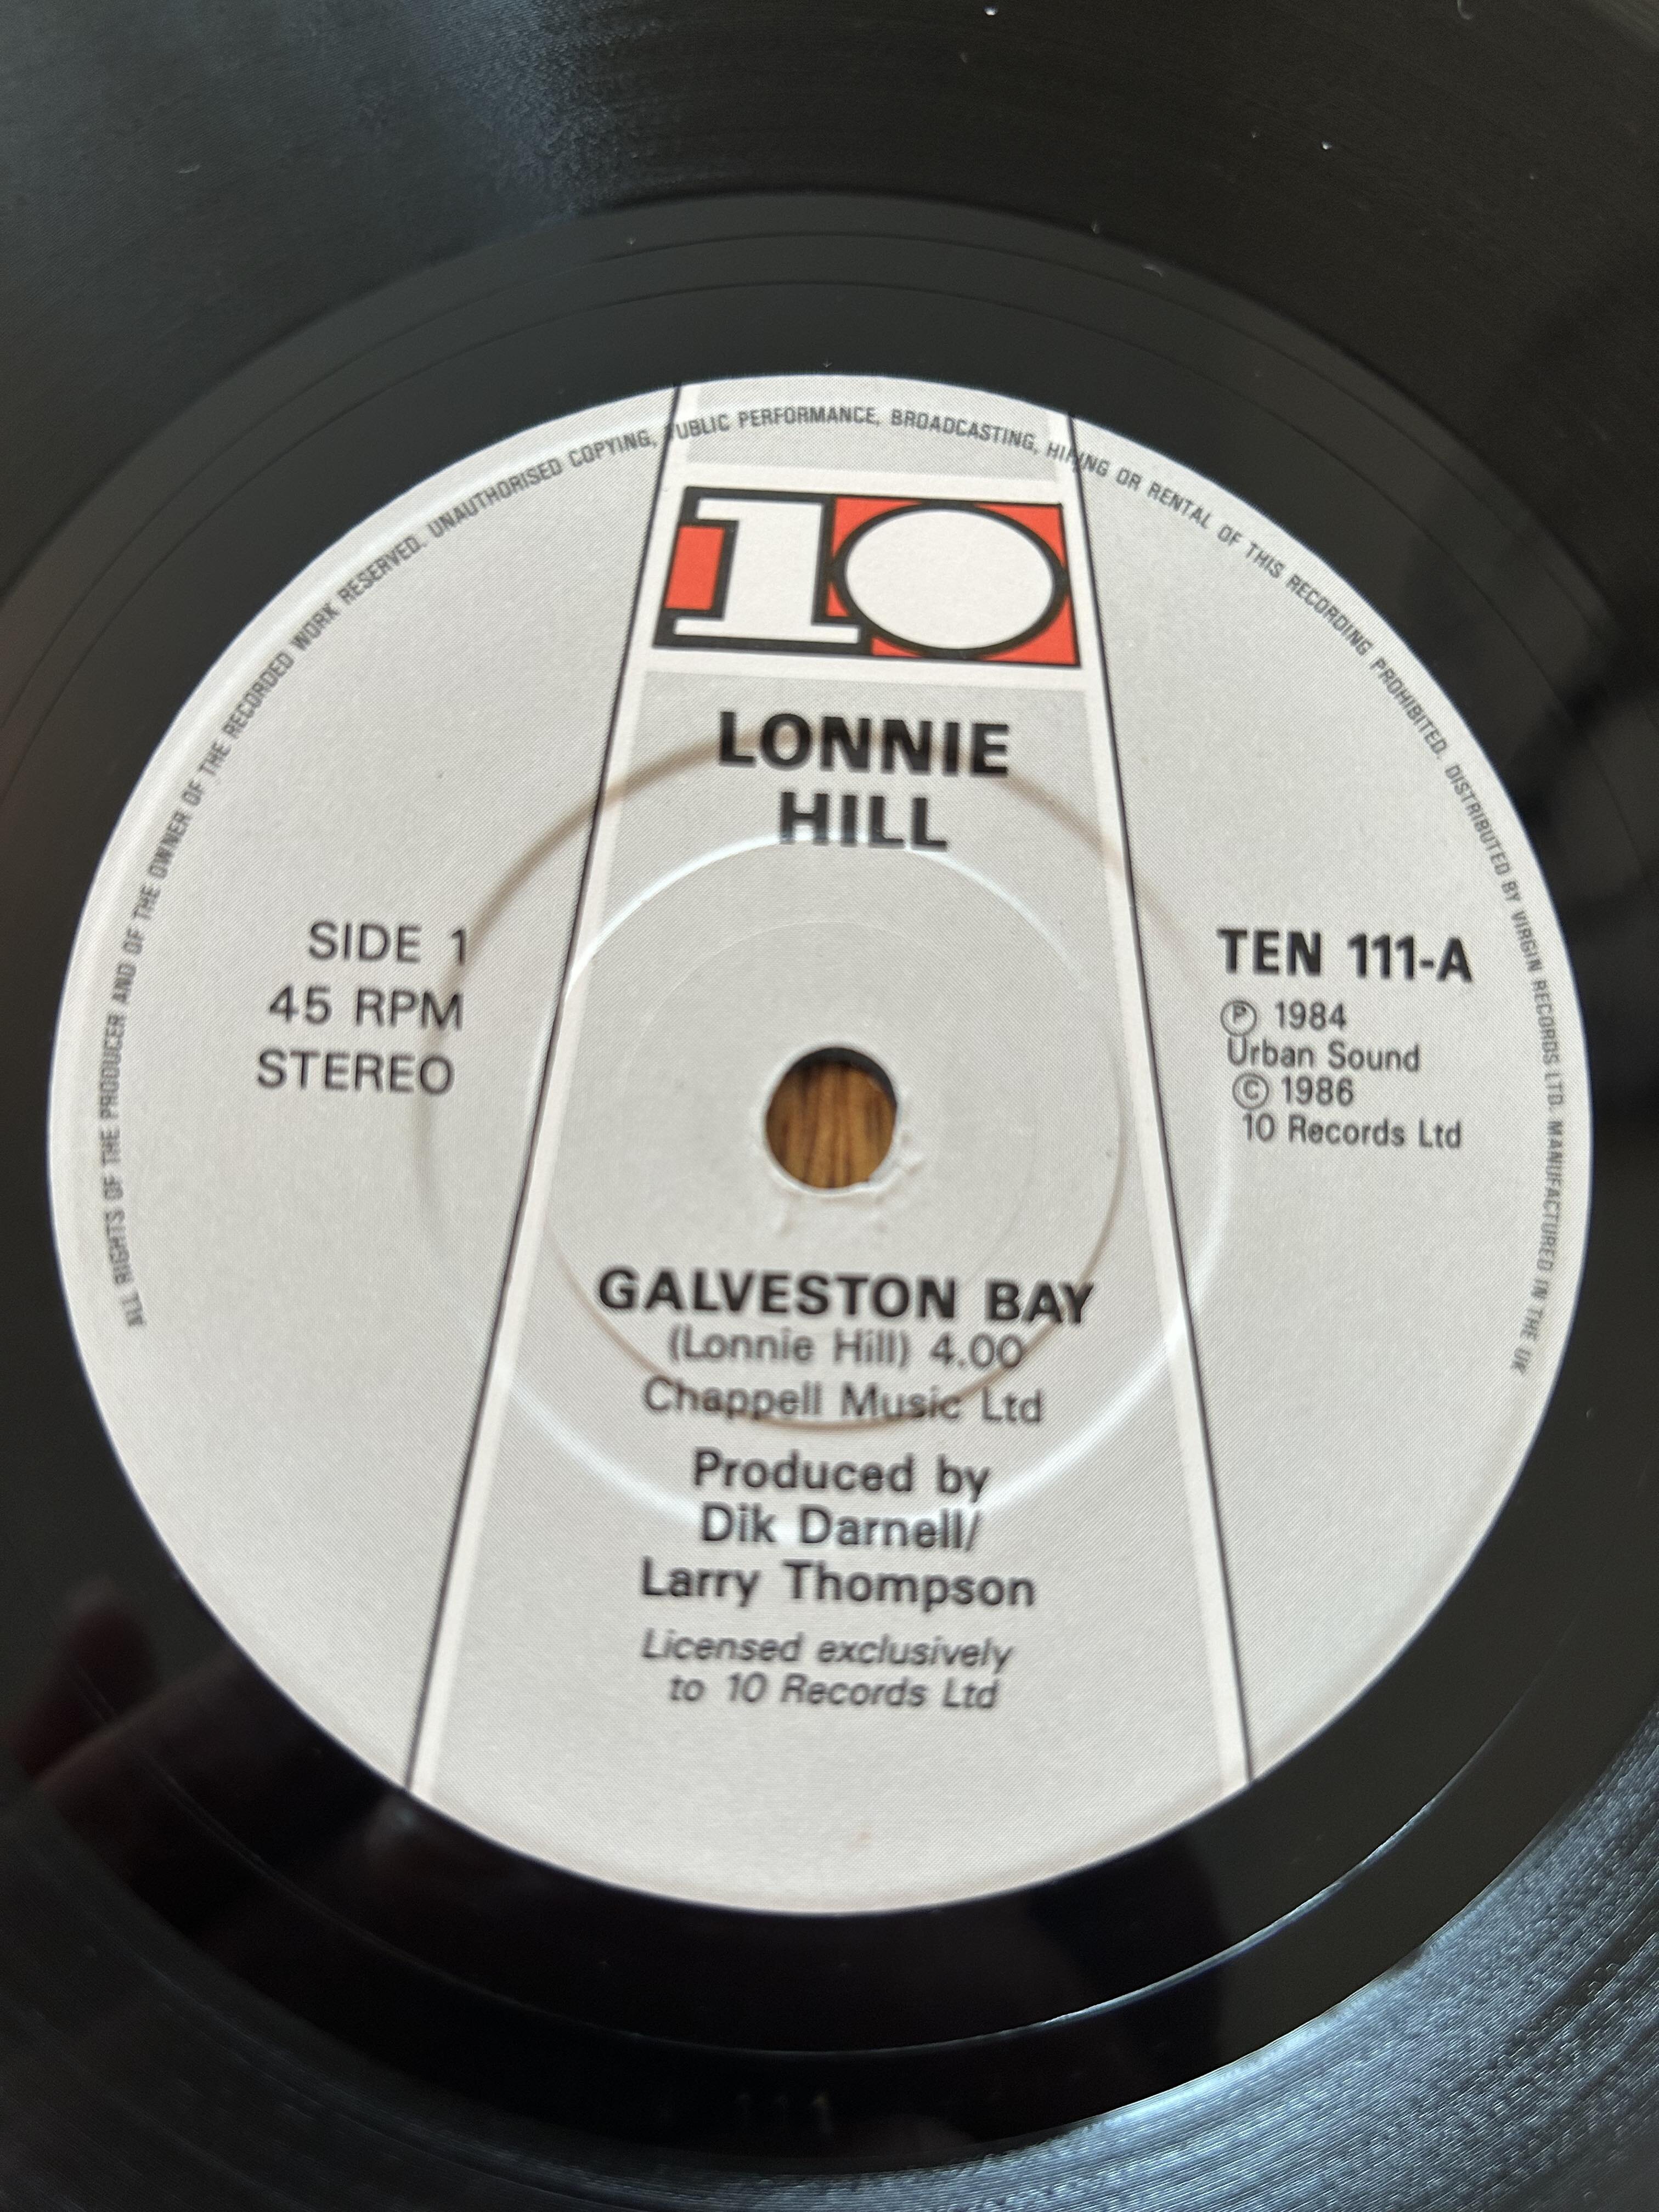 ALL RIGHTS OF THE PRODUCER AND OF THE OWNER OF THE RECORDED WORK RESERVED. UNAUTHORISED COPYING, PUBLIC PERFORMANCE, BROADCASTING, HIRING OR RENTAL OF THIS RECORDING PROHIBITED. DISTRIBUTED BY VIRGIN RECORDS LTD. MANUFACTURED IN THE UK
10
LONNIE
HILL
SIDE 1
45 RPM
STEREO
TEN 111-A
Ⓟ 1984
Urban Sound
© 1986
10 Records Ltd
GALVESTON BAY
(Lonnie Hill) 4.00
Chappell Music Ltd
Produced by
Dik Darnell/
Larry Thompson
Licensed exclusively
to 10 Records Ltd